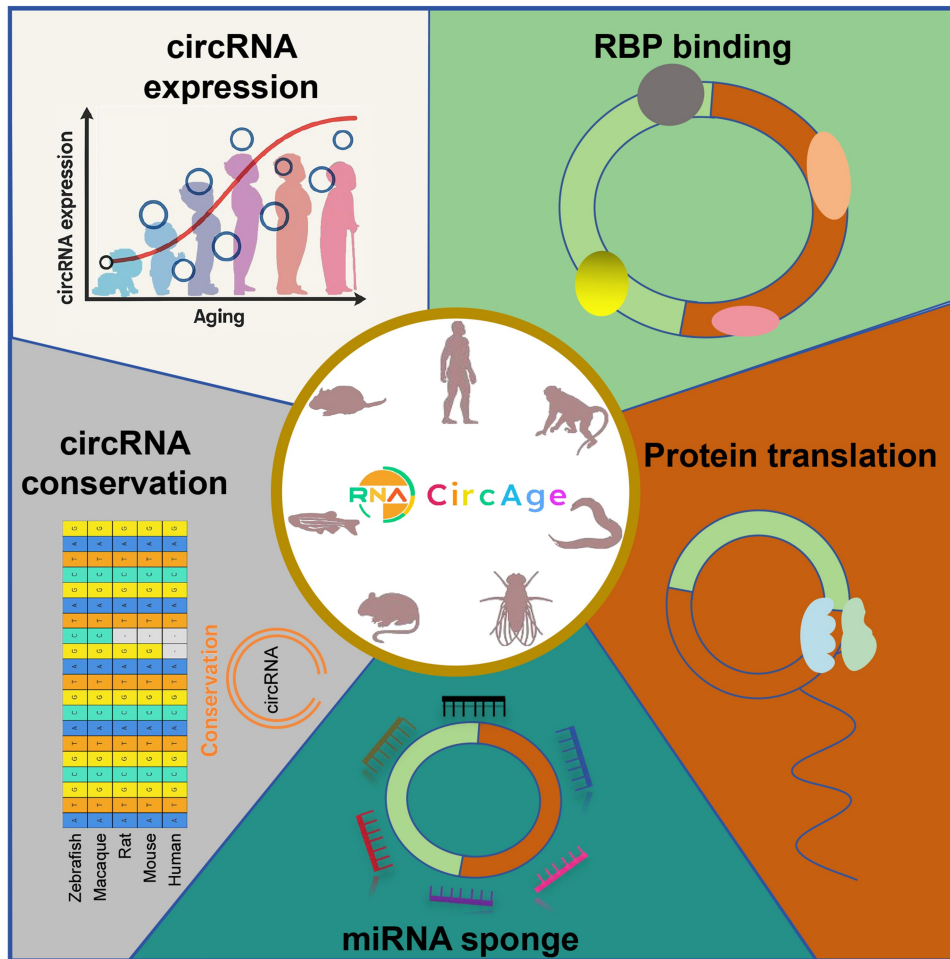 circRNA
expression
circRNA expression
Aging
RBP binding
circRNA
conservation
Zebrafish A T G C G T A C G T A G C T A G C T A G
Macaque A T G C G T A C G T A G C T A G C T A G
Rat A T G C G T A C G T A G - T A G C T A G
Mouse A T G C G T A C G T A G - T A G C T A G
Human A T G C G T A C G T A - - T A G C T A G
Conservation
circRNA
RNA CircAge
Protein translation
miRNA sponge